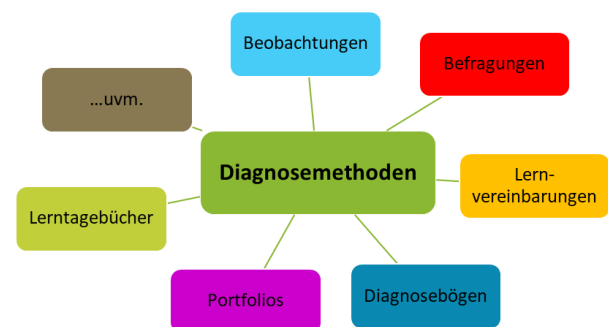 Beobachtungen
Befragungen
...uvm.
Diagnosemethoden
Lern-
vereinbarungen
Lerntagebücher
Portfolios
Diagnosebögen